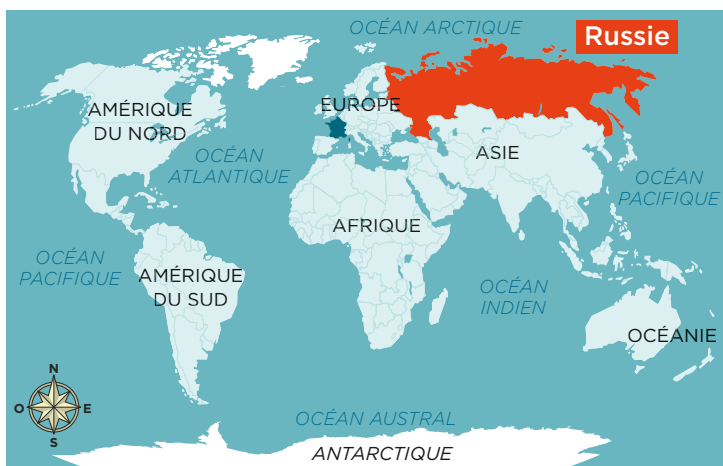 OCÉAN ARCTIQUE
Russie
AMÉRIQUE
DU NORD
EUROPE
OCÉAN
ATLANTIQUE
ASIE
OCÉAN
PACIFIQUE
AFRIQUE
OCÉAN
PACIFIQUE
AMÉRIQUE
DU SUD
OCÉAN
INDIEN
OCÉANIE
N
O
E
S
OCÉAN AUSTRAL
ANTARCTIQUE